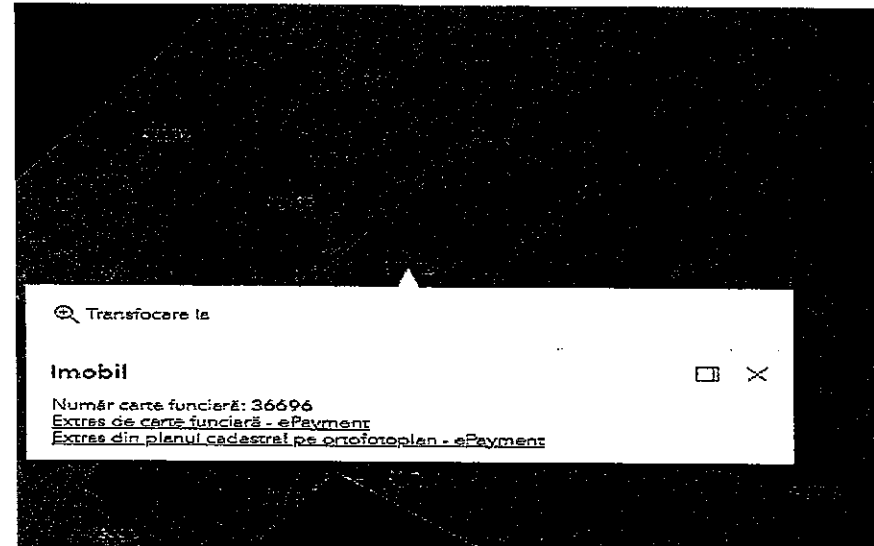 Transfocare la
Imobil
Număr carte funciară: 36696
Extras de carte funciară - ePayment
Extras din planul cadastral pe ortofotoplan - ePayment